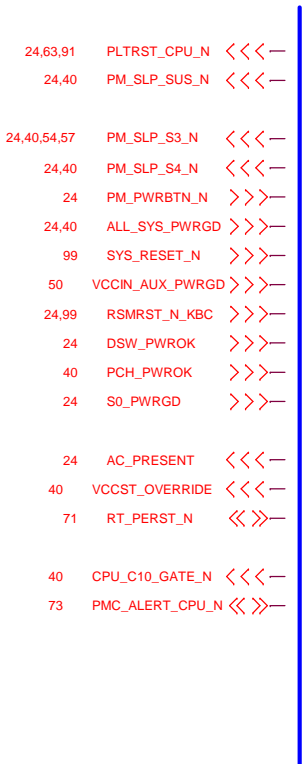 24,63,91 PLTRST_CPU_N
24,40 PM_SLP_SUS_N
24,40,54,57 PM_SLP_S3_N
24,40 PM_SLP_S4_N
24 PM_PWRBTN_N
24,40 ALL_SYS_PWRGD
99 SYS_RESET_N
50 VCCIN_AUX_PWRGD
24,99 RSMRST_N_KBC
24 DSW_PWROK
40 PCH_PWROK
24 S0_PWRGD
24 AC_PRESENT
40 VCCST_OVERRIDE
71 RT_PERST_N
40 CPU_C10_GATE_N
73 PMC_ALERT_CPU_N